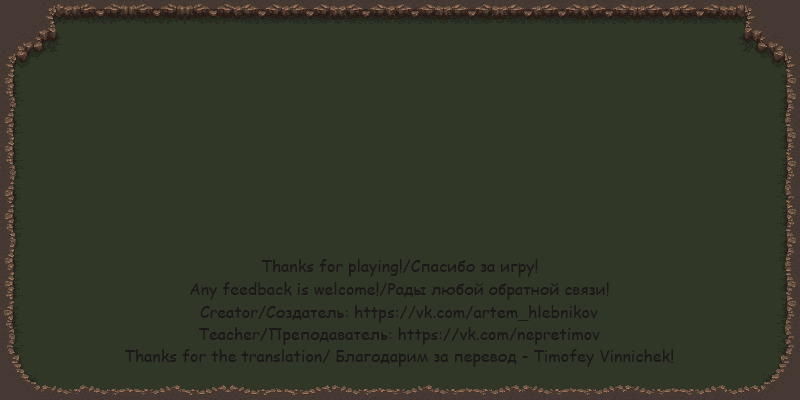 Thanks for playing!/Спасибо за игру!
Any feedback is welcome!/Рады любой обратной связи!
Creator/Создатель: https://vk.com/artem_hlebnikov
Teacher/Преподаватель: https://vk.com/nepretimov
Thanks for the translation/ Благодарим за перевод - Timofey Vinnichek!